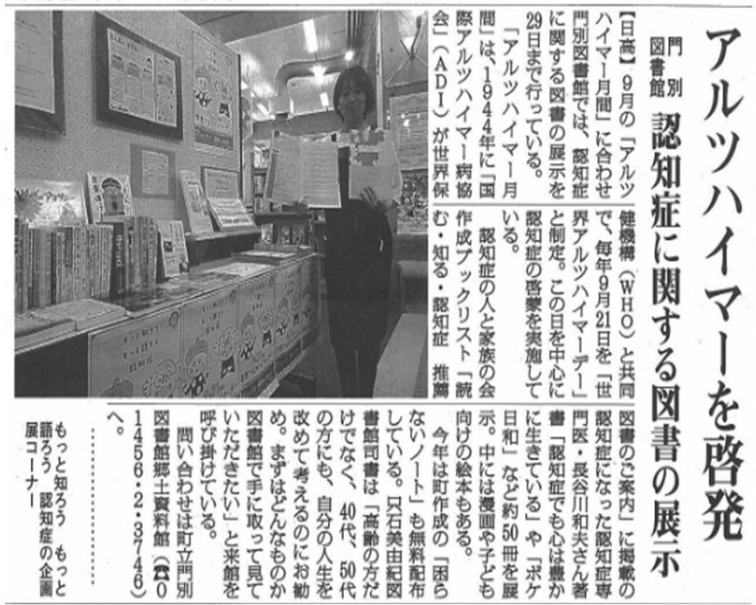 アルツハイマーを啓発
門別
図書館
認知症に関する図書の展示
【日高】９月の「アルツ
ハイマー月間」に合わせ
門別図書館では、認知症
に関する図書の展示を
29日まで行っている。
「アルツハイマー月
間」は、1944年に「国
際アルツハイマー病協
会」（ADI）が世界保
健機構（WHO）と共同
で、毎年9月21日を「世
界アルツハイマーデー」
と制定。この日を中心に
認知症の啓蒙を実施して
いる。
認知症の人と家族の会
作成ブックリスト「読
む・知る・認知症　推薦
図書のご案内」に掲載の
認知症になった認知症専
門医・長谷川和夫さん著
書「認知症でも心は豊か
に生きている」や「ボケ
日和」など約50冊を展
示。中には漫画や子ども
向けの絵本もある。
今年は町作成の「困ら
ないノート」も無料配布
している。只石美由紀図
書館司書は「高齢の方だ
けでなく、40代、50代
の方にも、自分の人生を
改めて考えるのにお勧
め。まずはどんなものか
図書館で手に取って見て
いただきたい」と来館を
呼び掛けている。
問い合わせは町立門別
図書館郷土資料館（☎0
1456・2・3746）
へ。
もっと知ろう　もっと
語ろう　認知症の企画
展コーナー